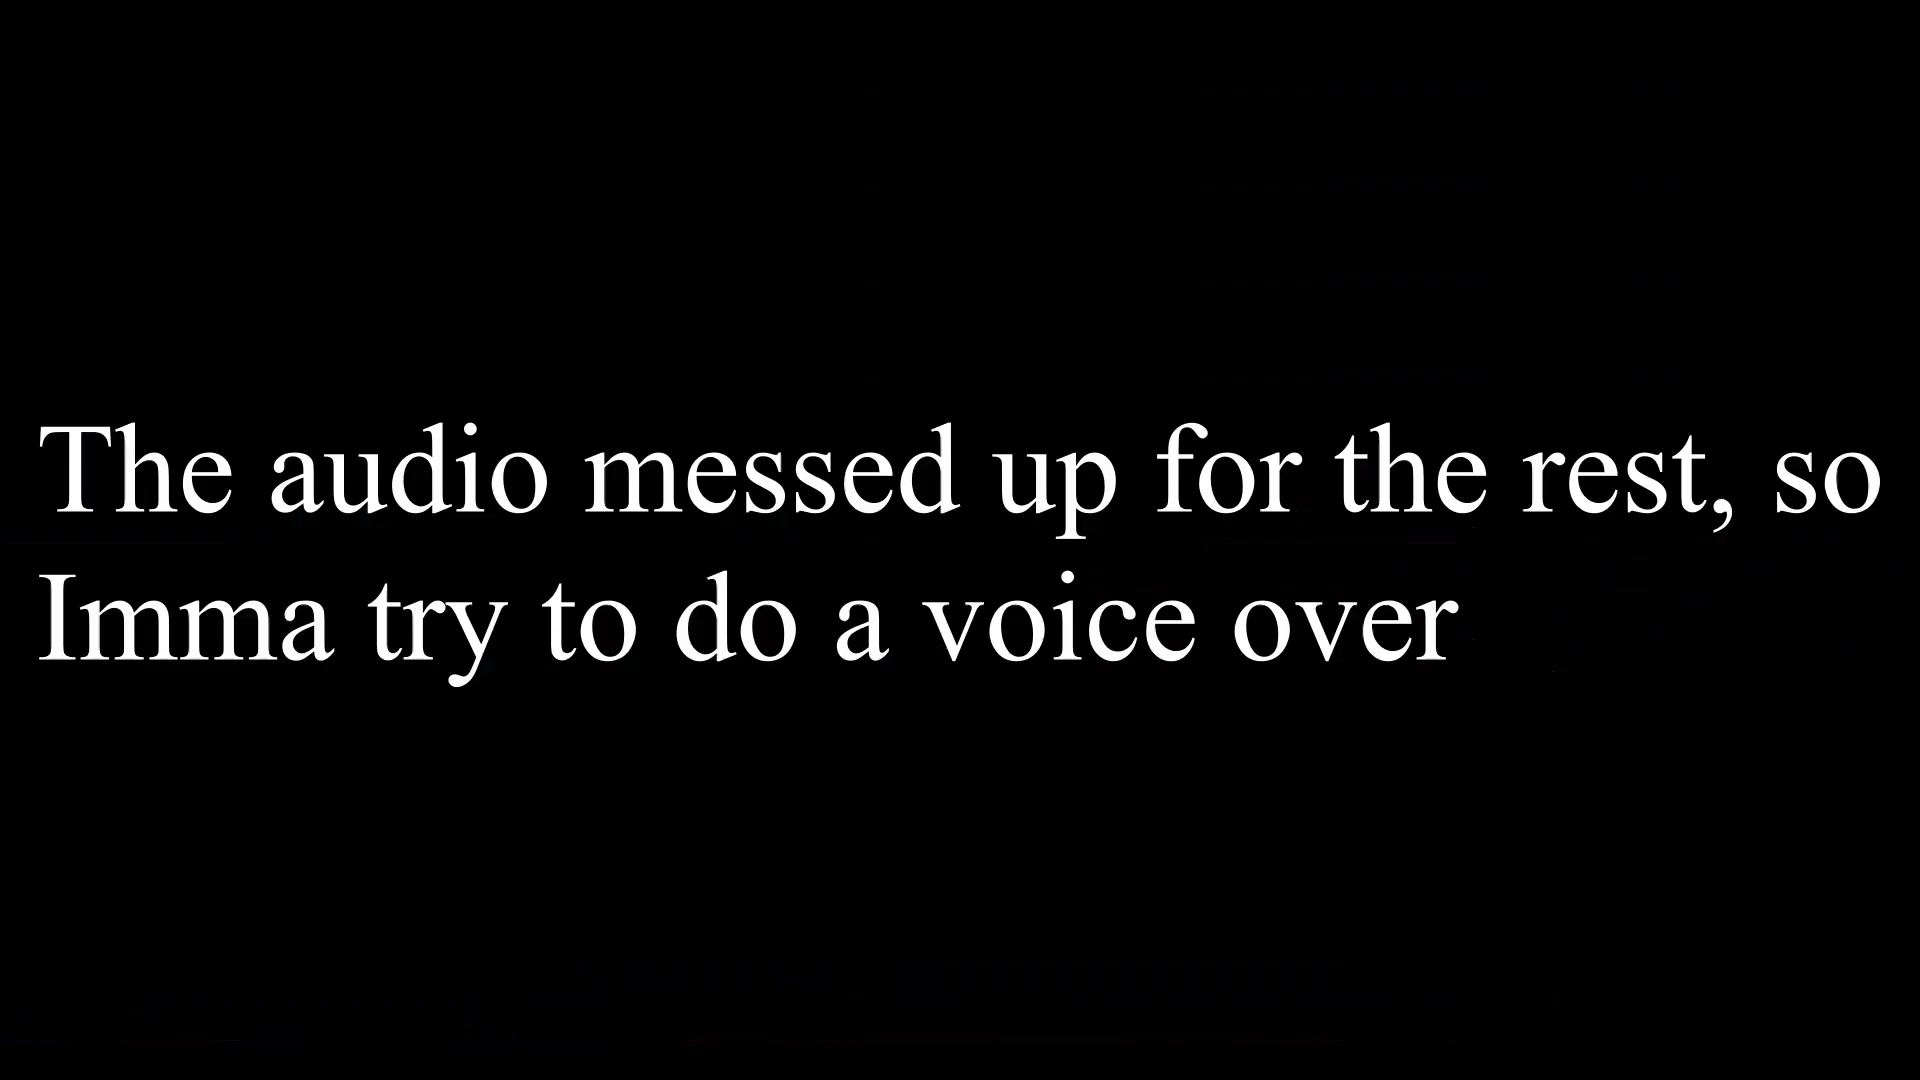 The audio messed up for the rest, so
Imma try to do a voice over